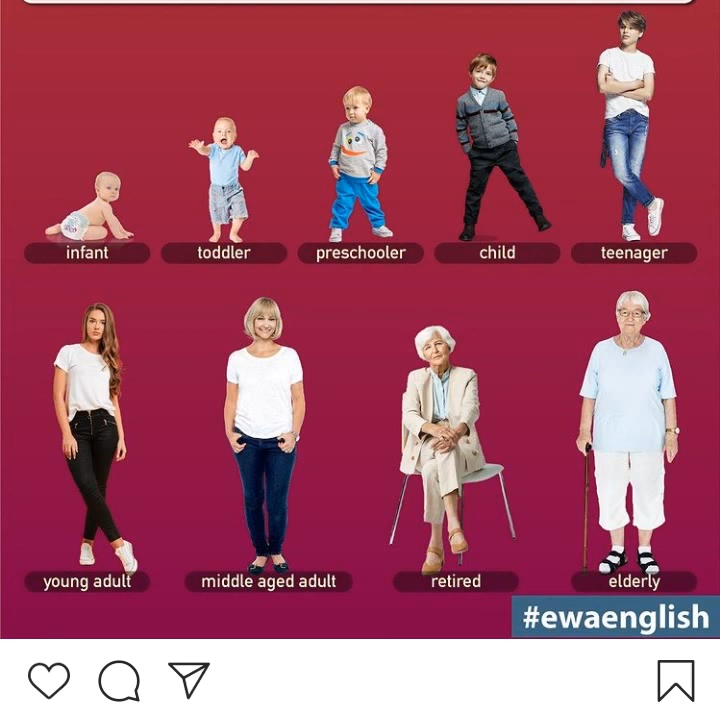 infant
toddler
preschooler
child
teenager
young adult
middle aged adult
retired
elderly
#ewaenglish